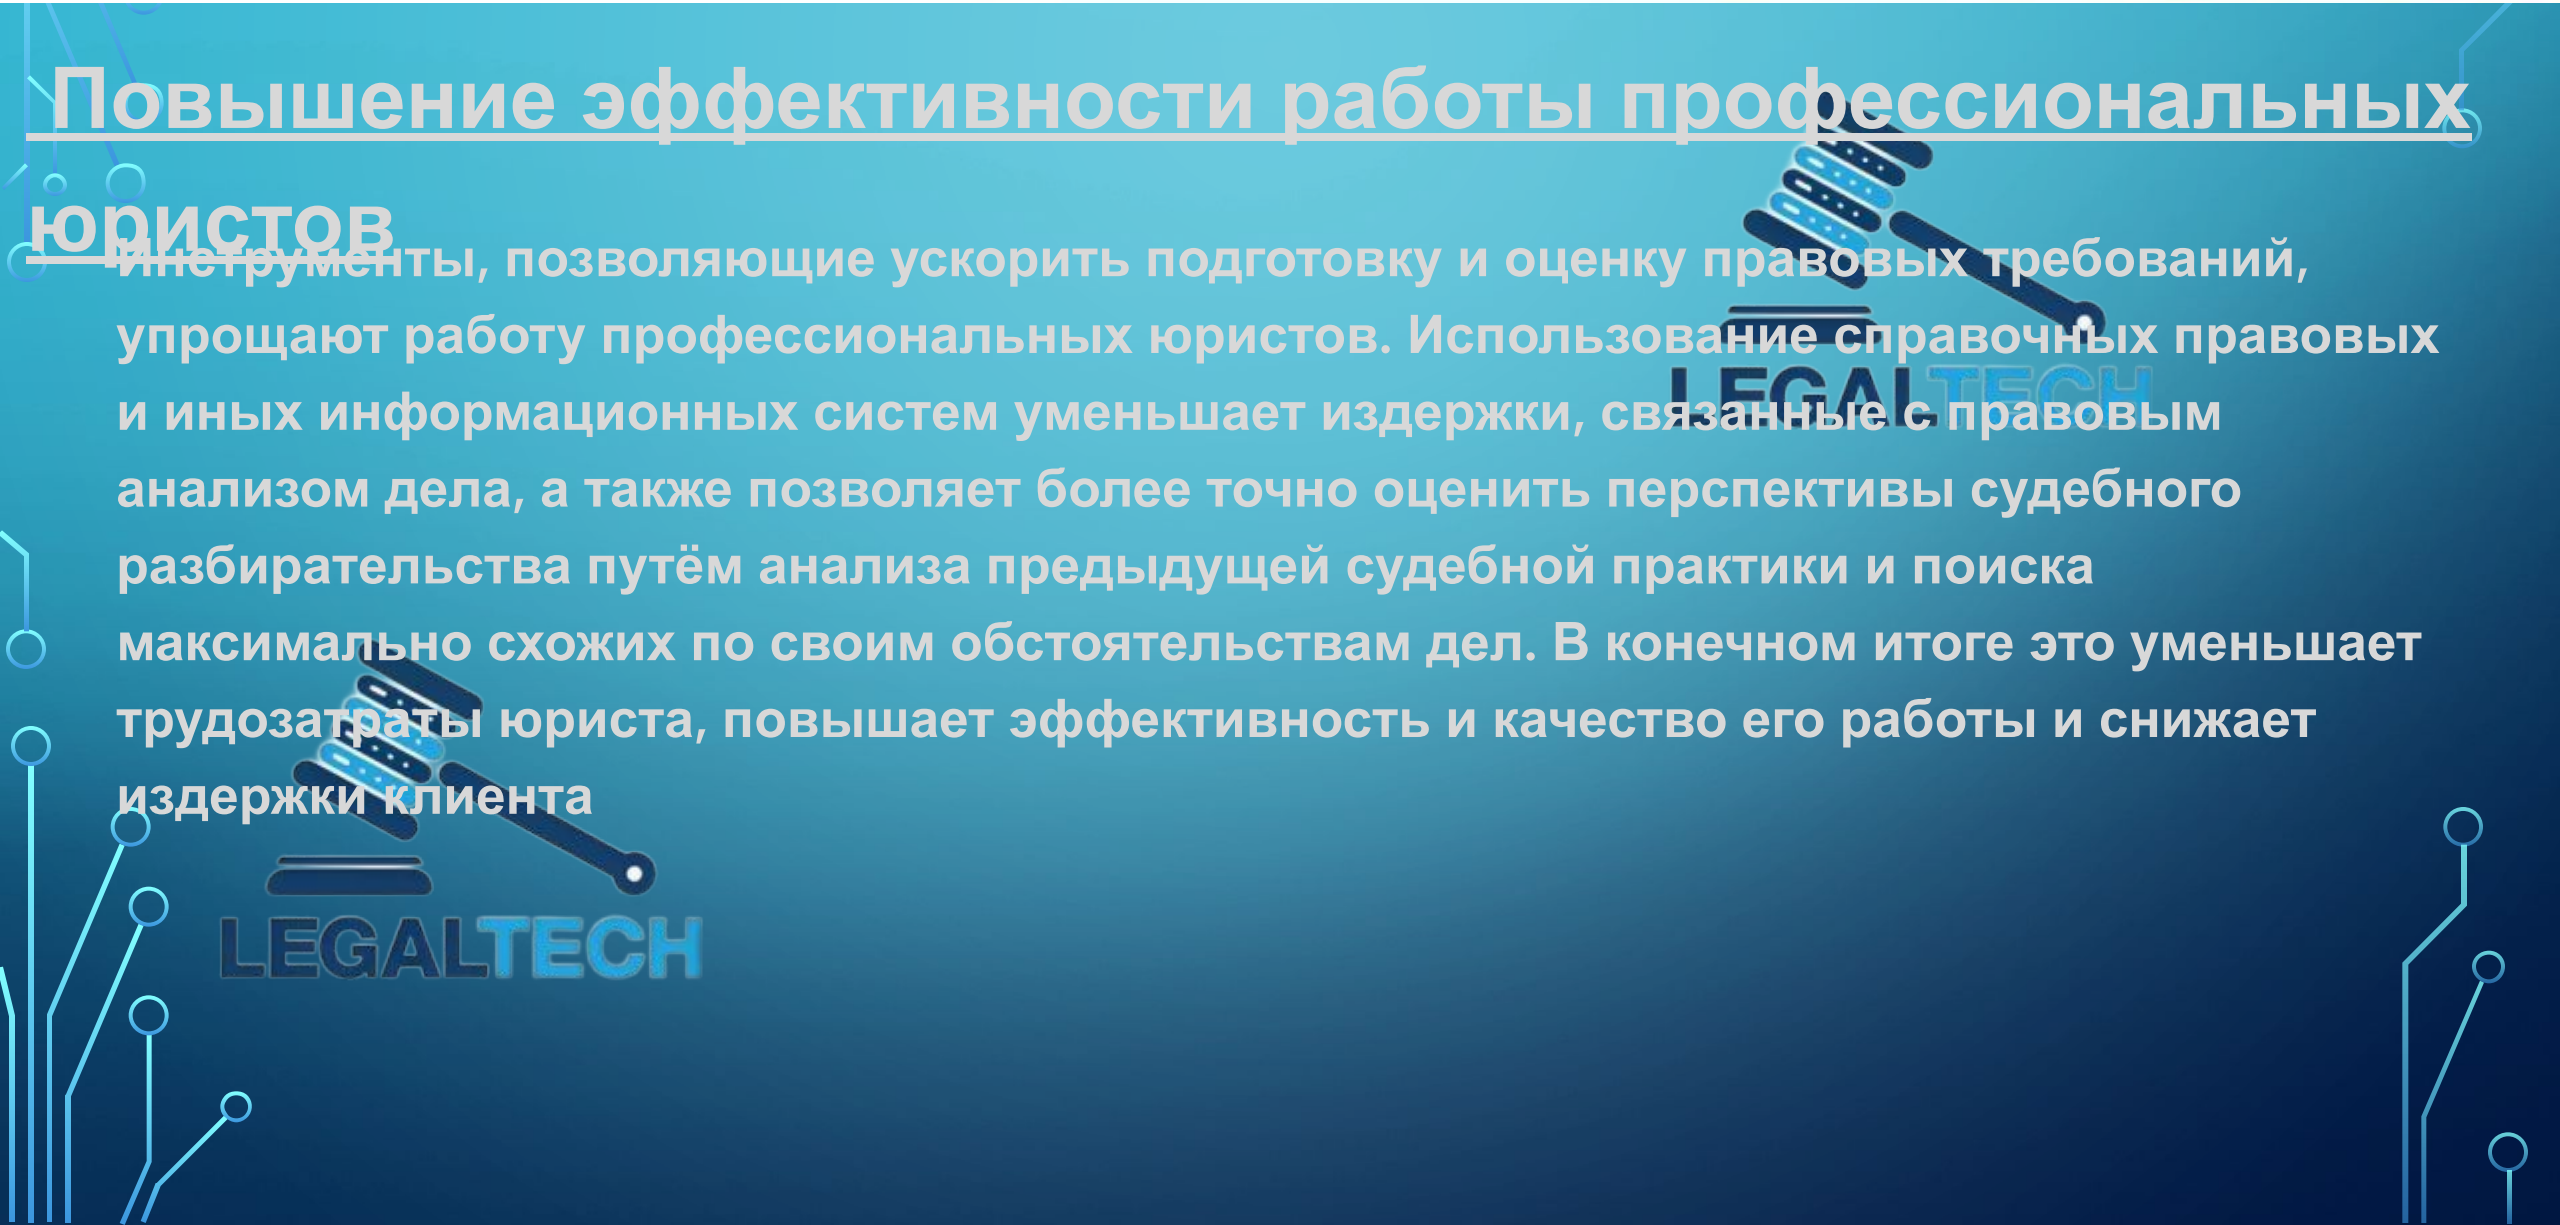 Повышение эффективности работы профессиональных
юристов
Инструменты, позволяющие ускорить подготовку и оценку правовых требований,
упрощают работу профессиональных юристов. Использование справочных правовых
и иных информационных систем уменьшает издержки, связанные с правовым
анализом дела, а также позволяет более точно оценить перспективы судебного
разбирательства путём анализа предыдущей судебной практики и поиска
максимально схожих по своим обстоятельствам дел. В конечном итоге это уменьшает
трудозатраты юриста, повышает эффективность и качество его работы и снижает
издержки клиента
LEGALTECH
LEGALTECH